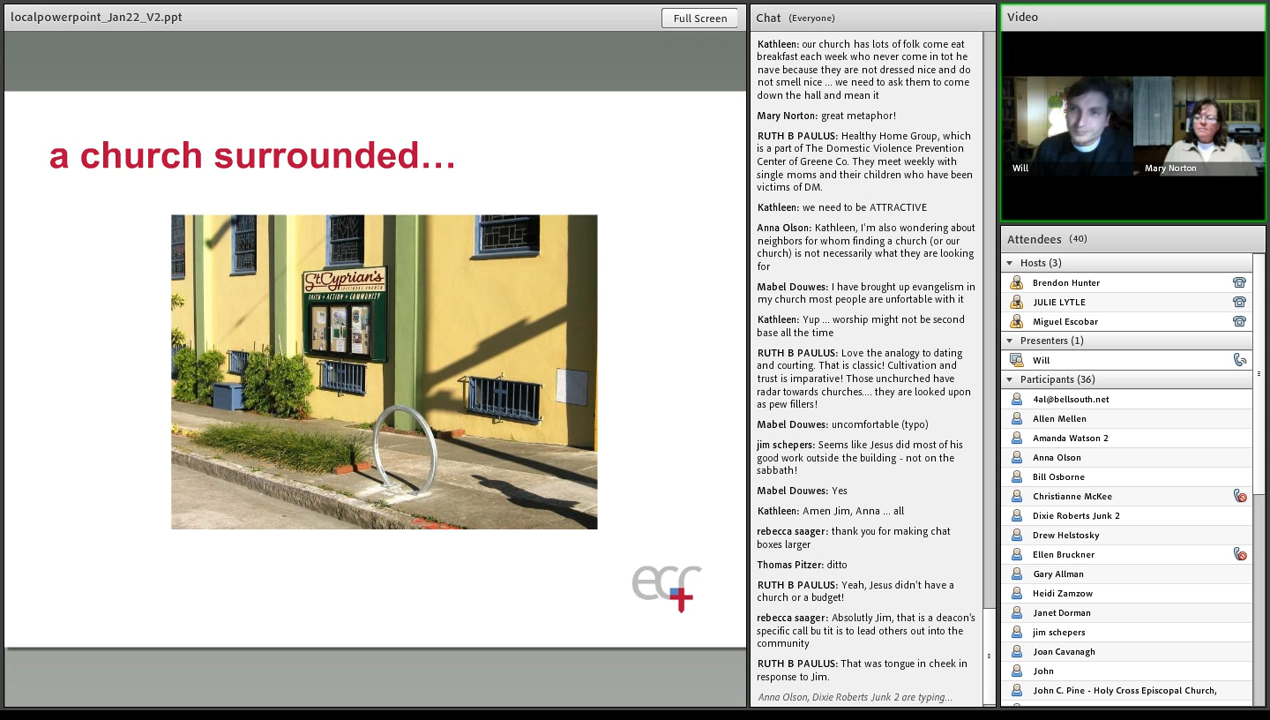 localpowerpoint_Jan22_V2.ppt
Full Screen
a church surrounded...
St. Cyprian's
EPISCOPAL CHURCH
FAITH + ACTION + COMMUNITY
ecf
Chat (Everyone)
Kathleen: our church has lots of folk come eat
breakfast each week who never come in tot he
nave because they are not dressed nice and do
not smell nice ... we need to ask them to come
down the hall and mean it
Mary Norton: great metaphor!
RUTH B PAULUS: Healthy Home Group, which
is a part of The Domestic Violence Prevention
Center of Greene Co. They meet weekly with
single moms and their children who have been
victims of DM.
Kathleen: we need to be ATTRACTIVE
Anna Olson: Kathleen, I'm also wondering about
neighbors for whom finding a church (or our
church) is not necessarily what they are looking
for
Mabel Douwes: I have brought up evangelism in
my church most people are unfortable with it
Kathleen: Yup ... worship might not be second
base all the time
RUTH B PAULUS: Love the analogy to dating
and courting. That is classic! Cultivation and
trust is imparative! Those unchurched have
radar towards churches.... they are looked upon
as pew fillers!
Mabel Douwes: uncomfortable (typo)
jim schepers: Seems like Jesus did most of his
good work outside the building - not on the
sabbath!
Mabel Douwes: Yes
Kathleen: Amen Jim, Anna ... all
rebecca saager: thank you for making chat
boxes larger
Thomas Pitzer: ditto
RUTH B PAULUS: Yeah, Jesus didn't have a
church or a budget!
rebecca saager: Absolutly Jim, that is a deacon's
specific call bu tit is to lead others out into the
community
RUTH B PAULUS: That was tongue in cheek in
response to Jim.
Anna Olson, Dixie Roberts Junk 2 are typing...
Video
Will
Mary Norton
Attendees (40)
Hosts (3)
Brendon Hunter
JULIE LYTLE
Miguel Escobar
Presenters (1)
Will
Participants (36)
4al@bellsouth.net
Allen Mellen
Amanda Watson 2
Anna Olson
Bill Osborne
Christianne McKee
Dixie Roberts Junk 2
Drew Helstosky
Ellen Bruckner
Gary Allman
Heidi Zamzow
Janet Dorman
jim schepers
Joan Cavanagh
John
John C. Pine - Holy Cross Episcopal Church,